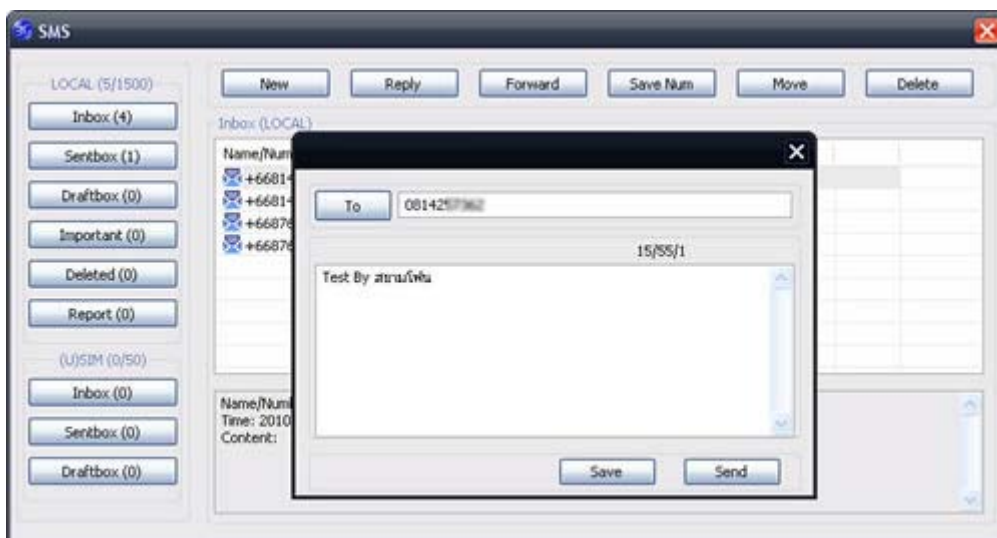 SMS
LOCAL (5/1500)
Inbox (4)
Sentbox (1)
Draftbox (0)
Important (0)
Deleted (0)
Report (0)
(U)SIM (0/50)
Inbox (0)
Sentbox (0)
Draftbox (0)
New Reply Forward Save Num Move Delete
Inbox (LOCAL)
Name/Num
+66814
+66814
+66876
+66876
Name/Num
Time: 2010
Content:
To 08142
15/55/1
Test By สยามโฟน
Save Send